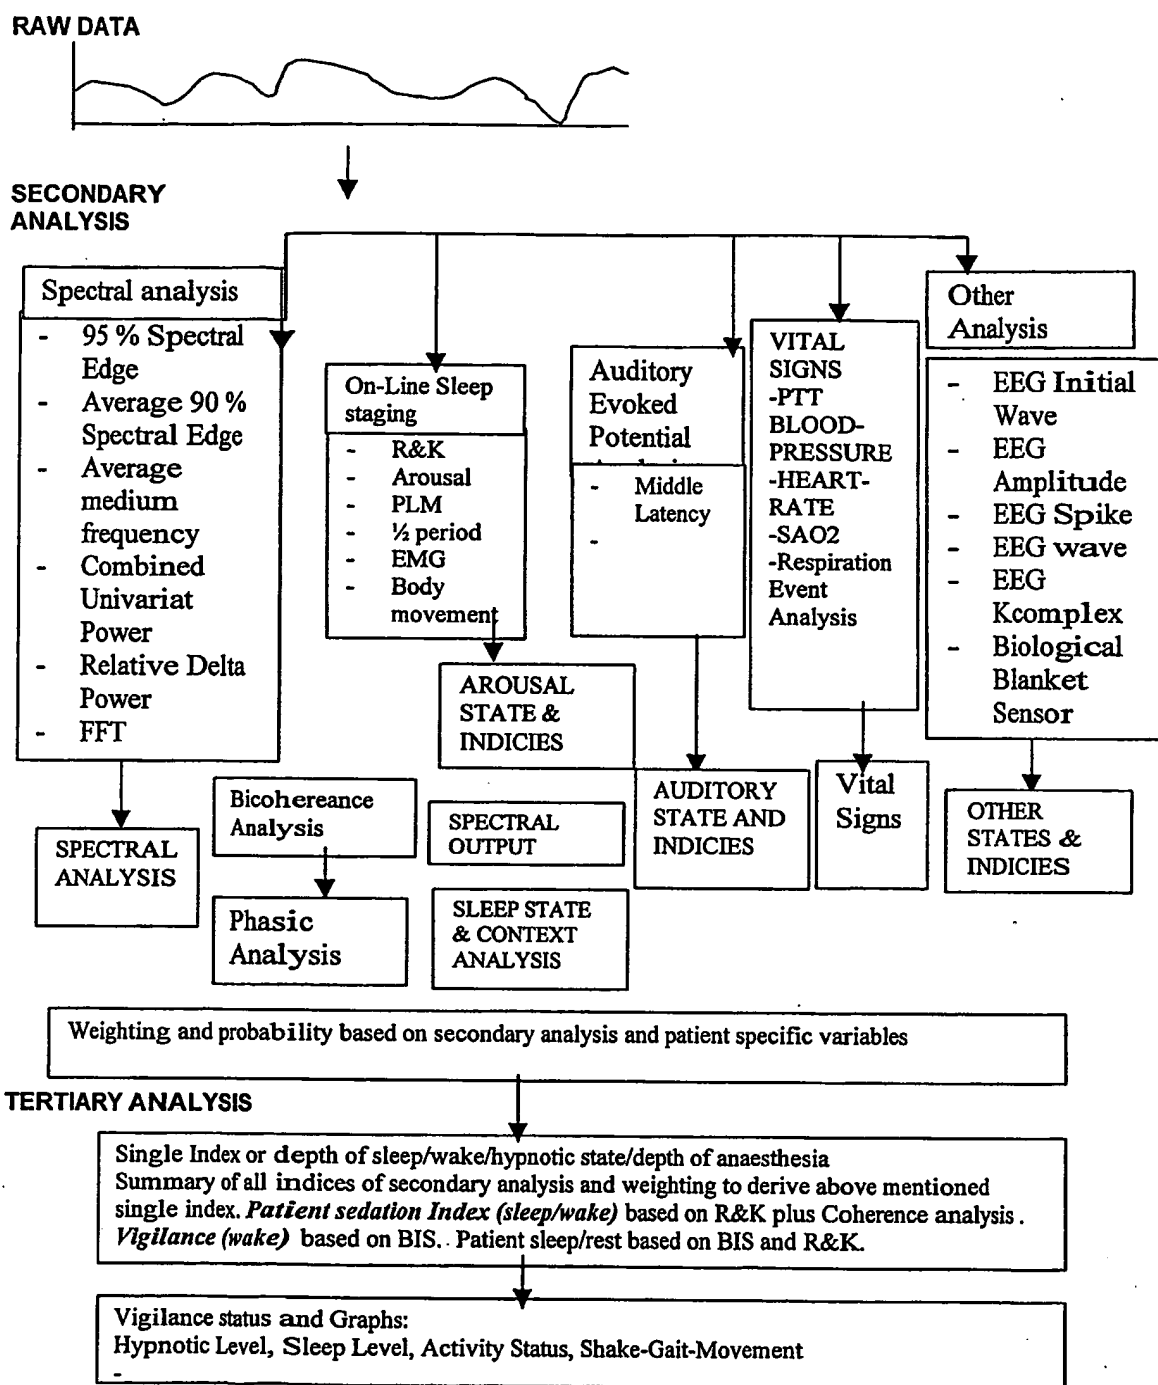 RAW DATA
SECONDARY
ANALYSIS
Spectral analysis
- 95 % Spectral
Edge
- Average 90 %
Spectral Edge
- Average
medium
frequency
- Combined
Univariat
Power
- Relative Delta
Power
- FFT
On-Line Sleep
staging
- R&K
- Arousal
- PLM
- ½ period
- EMG
- Body
movement
Auditory
Evoked
Potential
- Middle
Latency
-
VITAL
SIGNS
-PTT
BLOOD-
PRESSURE
-HEART-
RATE
-SAO2
-Respiration
Event
Analysis
Other
Analysis
- EEG Initial
Wave
- EEG
Amplitude
- EEG Spike
- EEG wave
- EEG
Kcomplex
- Biological
Blanket
Sensor
SPECTRAL
ANALYSIS
Bicohereance
Analysis
Phasic
Analysis
AROUSAL
STATE &
INDICIES
SPECTRAL
OUTPUT
SLEEP STATE
& CONTEXT
ANALYSIS
AUDITORY
STATE AND
INDICIES
Vital
Signs
OTHER
STATES &
INDICIES
Weighting and probability based on secondary analysis and patient specific variables
TERTIARY ANALYSIS
Single Index or depth of sleep/wake/hypnotic state/depth of anaesthesia
Summary of all indices of secondary analysis and weighting to derive above mentioned
single index. Patient sedation Index (sleep/wake) based on R&K plus Coherence analysis.
Vigilance (wake) based on BIS. Patient sleep/rest based on BIS and R&K.
Vigilance status and Graphs:
Hypnotic Level, Sleep Level, Activity Status, Shake-Gait-Movement
-